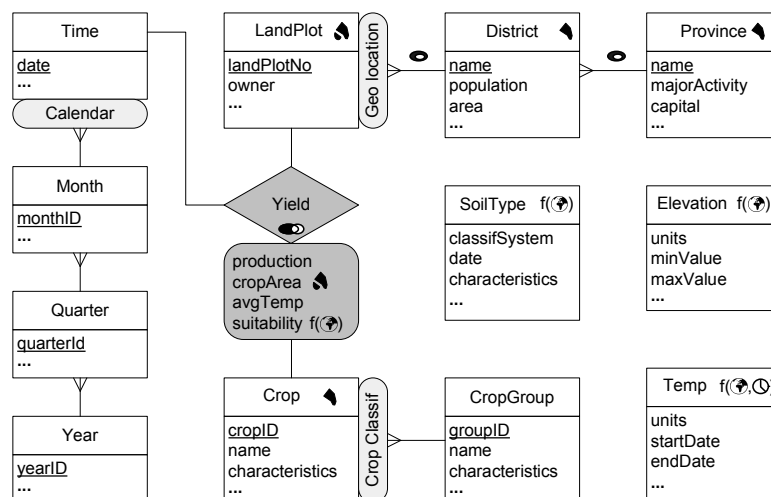 Time
date
...
Calendar
Month
monthID
...
Quarter
quarterId
...
Year
yearID
...
LandPlot
landPlotNo
owner
...
Geo location
District
name
population
area
...
Province
name
majorActivity
capital
...
Yield
production
cropArea
avgTemp
suitability f( )
Crop
cropID
name
characteristics
...
Crop Classif
CropGroup
groupID
name
characteristics
...
SoilType f( )
classifSystem
date
characteristics
...
Elevation f( )
units
minValue
maxValue
...
Temp f( , )
units
startDate
endDate
...